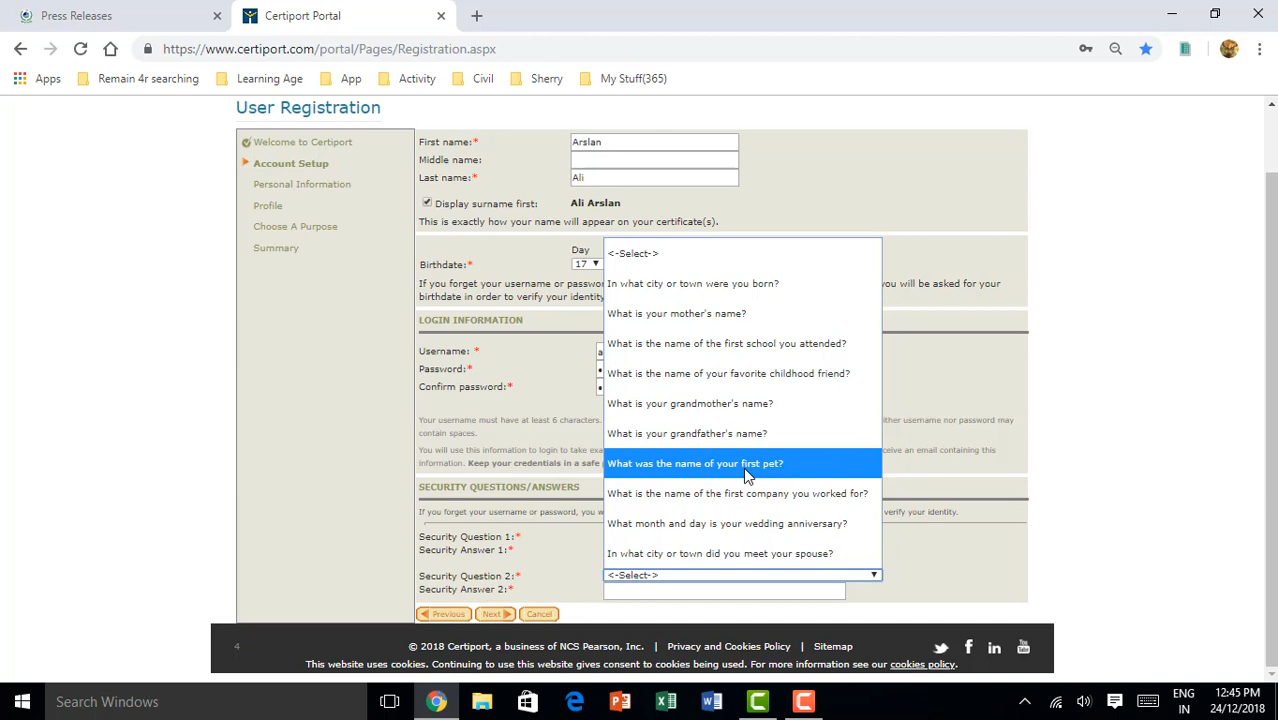 Press Releases
Certiport Portal
https://www.certiport.com/portal/Pages/Registration.aspx
Apps
Remain 4r searching
Learning Age
App
Activity
Civil
Sherry
My Stuff(365)
User Registration
Welcome to Certiport
Account Setup
Personal Information
Profile
Choose A Purpose
Summary
First name:* Arslan
Middle name:
Last name:* Ali
Display surname first: Ali Arslan
This is exactly how your name will appear on your certificate(s).
Day
Birthdate:* 17
If you forget your username or passwo
you will be asked for your
birthdate in order to verify your identity
LOGIN INFORMATION
Username: * a
Password:*
Confirm password:*
Your username must have at least 6 characters.
either username nor password may
contain spaces.
You will use this information to login to take exam
eceive an email containing this
information. Keep your credentials in a safe
SECURITY QUESTIONS/ANSWERS
If you forget your username or password, you w
verify your identity.
Security Question 1:*
Security Answer 1:*
Security Question 2:*
Security Answer 2:*
<-Select->
In what city or town were you born?
What is your mother's name?
What is the name of the first school you attended?
What is the name of your favorite childhood friend?
What is your grandmother's name?
What is your grandfather's name?
What was the name of your first pet?
What is the name of the first company you worked for?
What month and day is your wedding anniversary?
In what city or town did you meet your spouse?
<-Select->
Previous
Next
Cancel
4
© 2018 Certiport, a business of NCS Pearson, Inc. | Privacy and Cookies Policy | Sitemap
This website uses cookies. Continuing to use this website gives consent to cookies being used. For more information see our cookies policy.
You Tube
Search Windows
ENG
IN
12:45 PM
24/12/2018